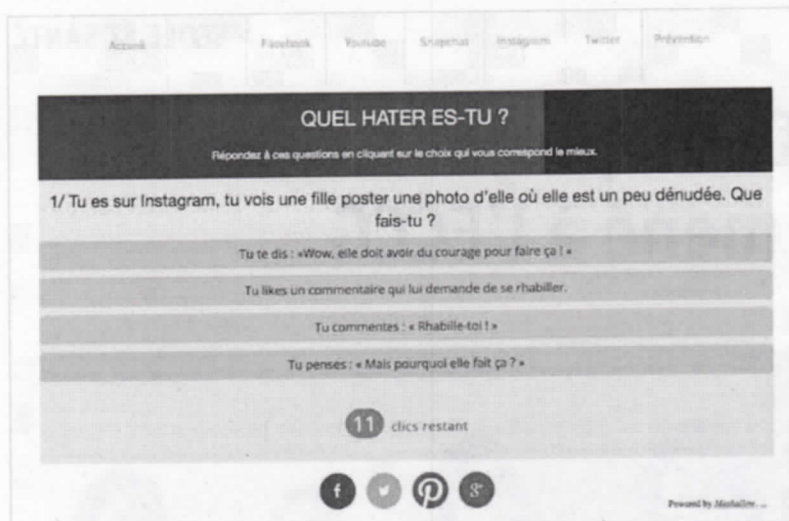 Accueil Facebook Youtube Snapchat Instagram Twitter Prévention
QUEL HATER ES-TU ?
Répondez à ces questions en cliquant sur le choix qui vous correspond le mieux.
1/ Tu es sur Instagram, tu vois une fille poster une photo d'elle où elle est un peu dénudée. Que
fais-tu ?
Tu te dis : «Wow, elle doit avoir du courage pour faire ça ! »
Tu likes un commentaire qui lui demande de se rhabiller.
Tu commentes : « Rhabille-toi ! »
Tu penses : « Mais pourquoi elle fait ça ? »
11 clics restant
Powered by